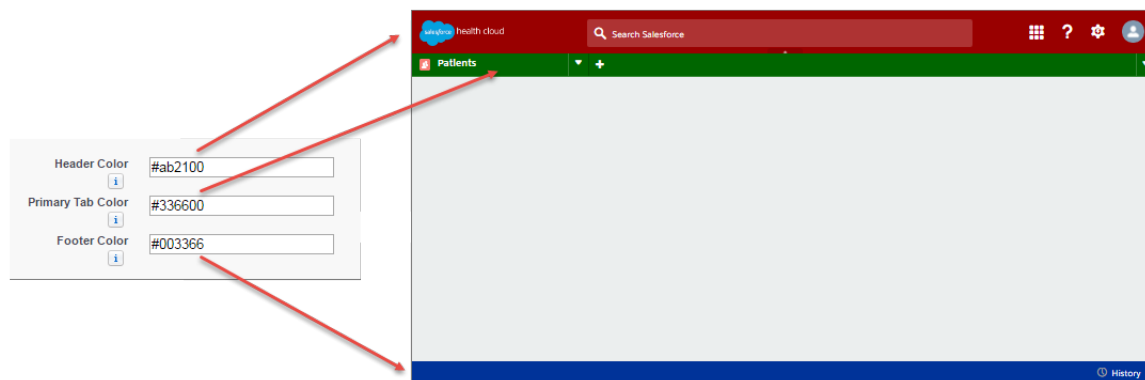 salesforce health cloud
Search Salesforce
?
Patients
+
Header Color #ab2100
i
Primary Tab Color #336600
i
Footer Color #003366
i
History